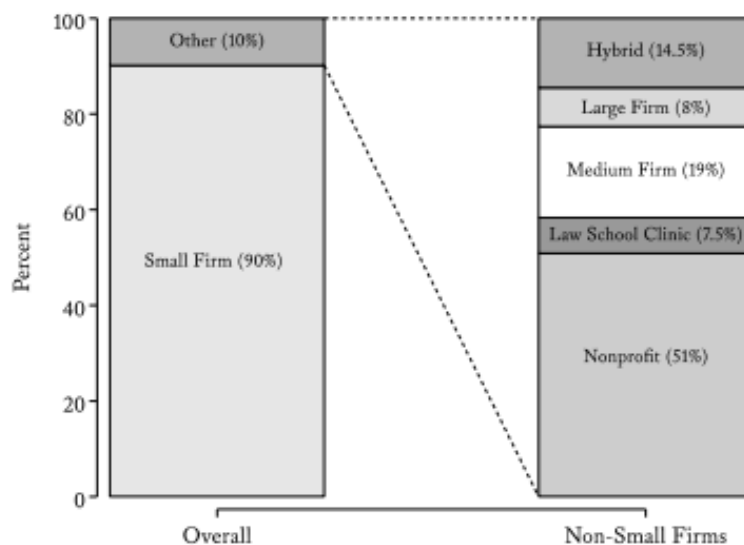 100
80
60
40
20
0
Percent
Other (10%)
Small Firm (90%)
Hybrid (14.5%)
Large Firm (8%)
Medium Firm (19%)
Law School Clinic (7.5%)
Nonprofit (51%)
Overall
Non-Small Firms